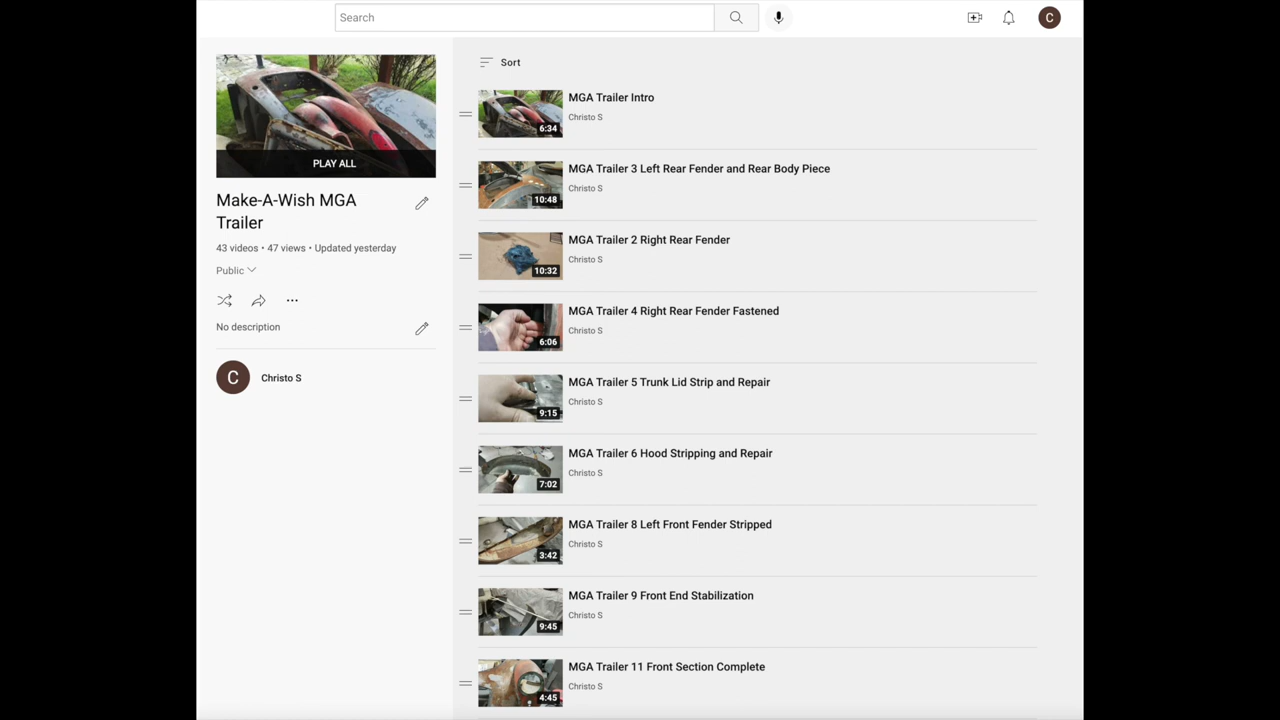 Search
C
PLAY ALL
Make-A-Wish MGA
Trailer
43 videos • 47 views • Updated yesterday
Public
No description
C
Christo S
Sort
MGA Trailer Intro
Christo S
6:34
MGA Trailer 3 Left Rear Fender and Rear Body Piece
Christo S
10:48
MGA Trailer 2 Right Rear Fender
Christo S
10:32
MGA Trailer 4 Right Rear Fender Fastened
Christo S
6:06
MGA Trailer 5 Trunk Lid Strip and Repair
Christo S
9:15
MGA Trailer 6 Hood Stripping and Repair
Christo S
7:02
MGA Trailer 8 Left Front Fender Stripped
Christo S
3:42
MGA Trailer 9 Front End Stabilization
Christo S
9:45
MGA Trailer 11 Front Section Complete
Christo S
4:45